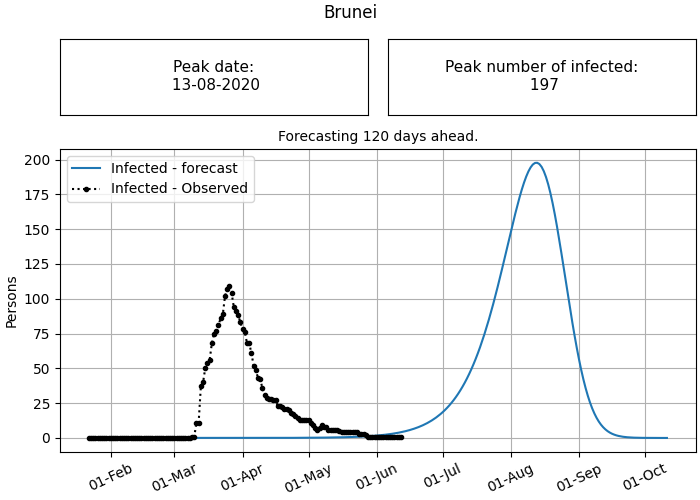 Brunei
Peak date:
13-08-2020
Peak number of infected:
197
Forecasting 120 days ahead.
Infected - forecast
Infected - Observed
Persons
200
175
150
125
100
75
50
25
0
01-Feb
01-Mar
01-Apr
01-May
01-Jun
01-Jul
01-Aug
01-Sep
01-Oct